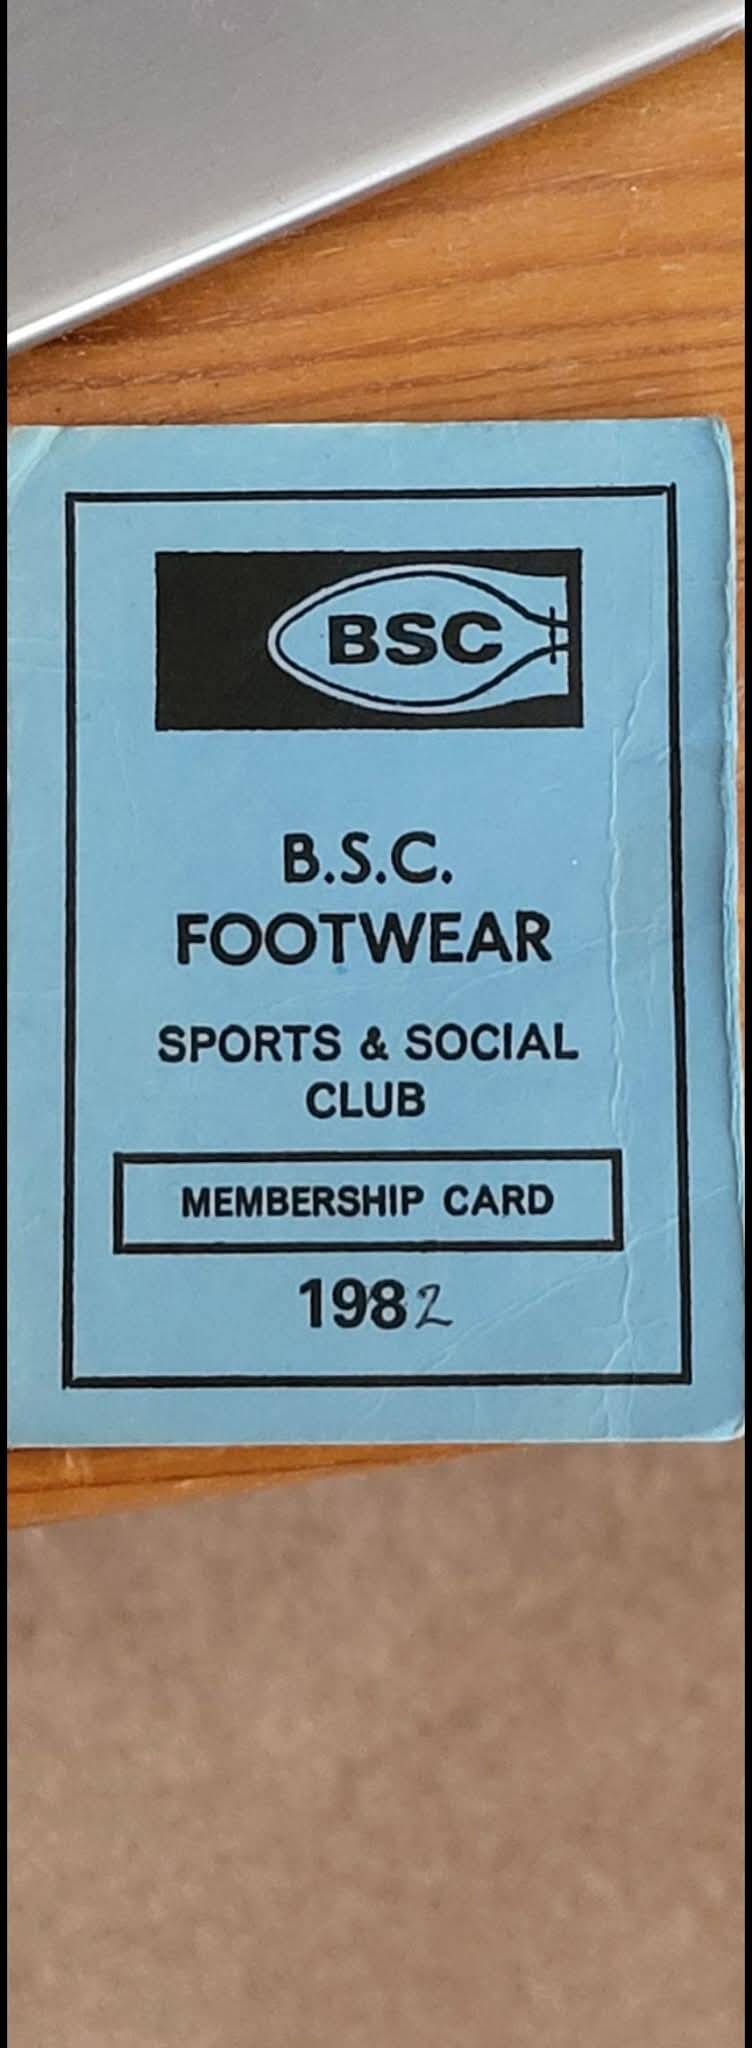 BSC
B.S.C.
FOOTWEAR
SPORTS & SOCIAL
CLUB
MEMBERSHIP CARD
1982